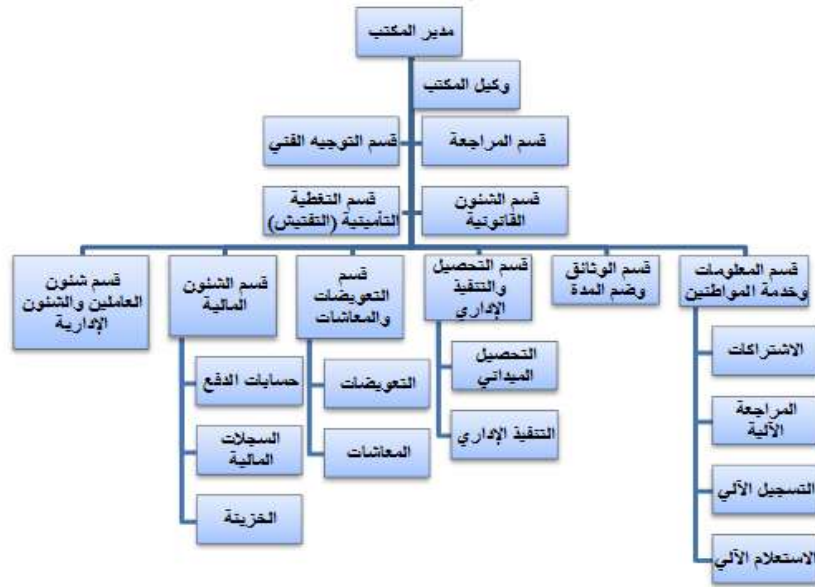 مدير المكتب
وكيل المكتب
قسم المراجعة
قسم التوجيه الفني
قسم الشئون
القانونية
قسم التغطية
التأمينية (التفتيش)
قسم المعلومات
وخدمة المواطنين
الاشتراكات
المراجعة
الآلية
التسجيل الآلي
الاستعلام الآلي
قسم الوثائق
وضم المدة
قسم التحصيل
والتنفيذ
الإداري
التحصيل
الميداني
التنفيذ الإداري
قسم
التعويضات
والمعاشات
التعويضات
المعاشات
قسم الشئون
المالية
حسابات الدفع
السجلات
المالية
الخزينة
قسم شئون
العاملين والشئون
الإدارية